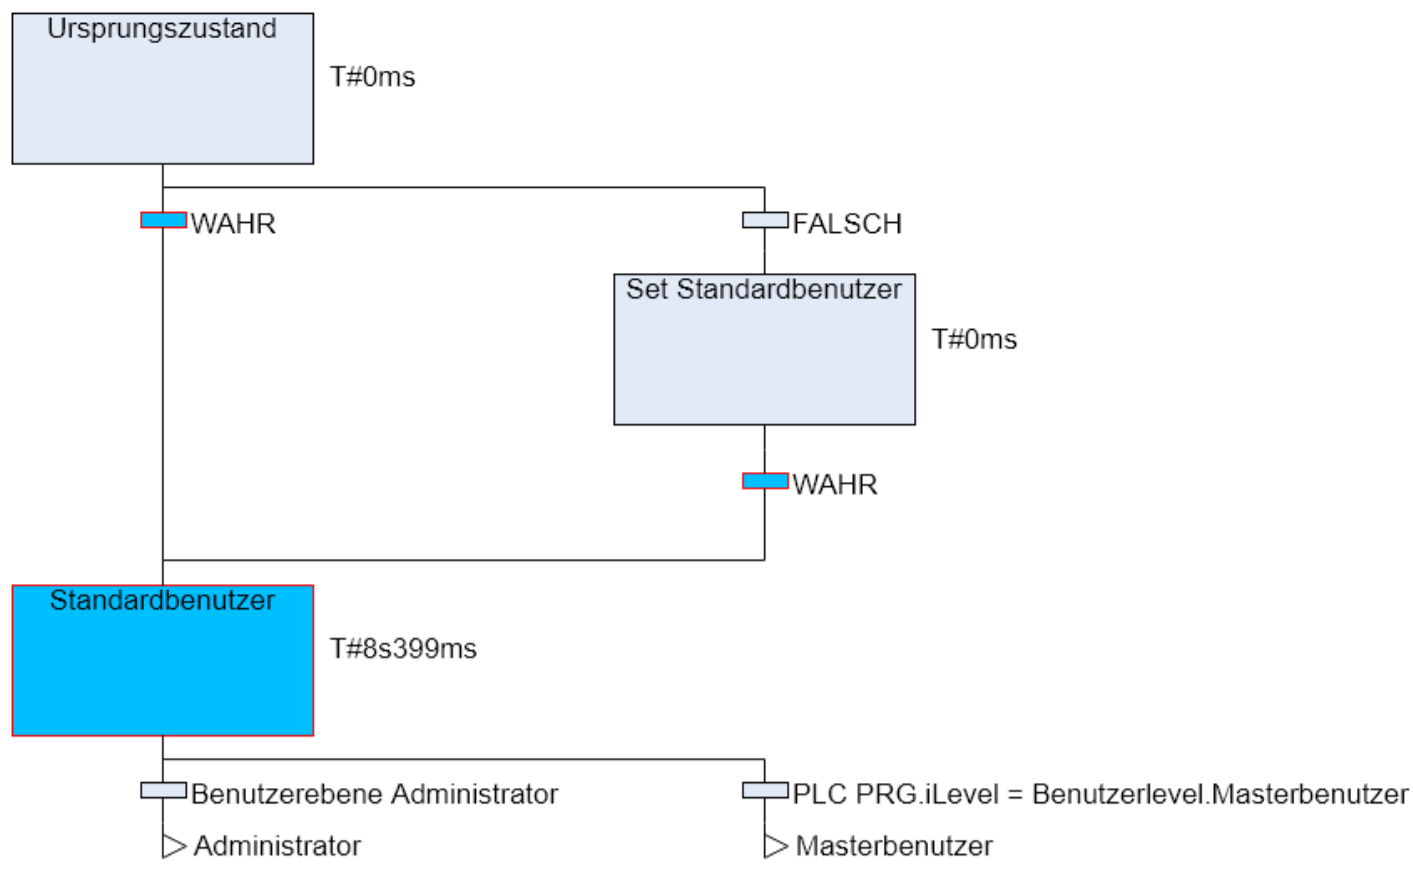 Ursprungszustand
T#0ms
WAHR
FALSCH
Set Standardbenutzer
T#0ms
WAHR
Standardbenutzer
T#8s399ms
Benutzerebene Administrator
PLC PRG.iLevel = Benutzerlevel.Masterbenutzer
Administrator
Masterbenutzer